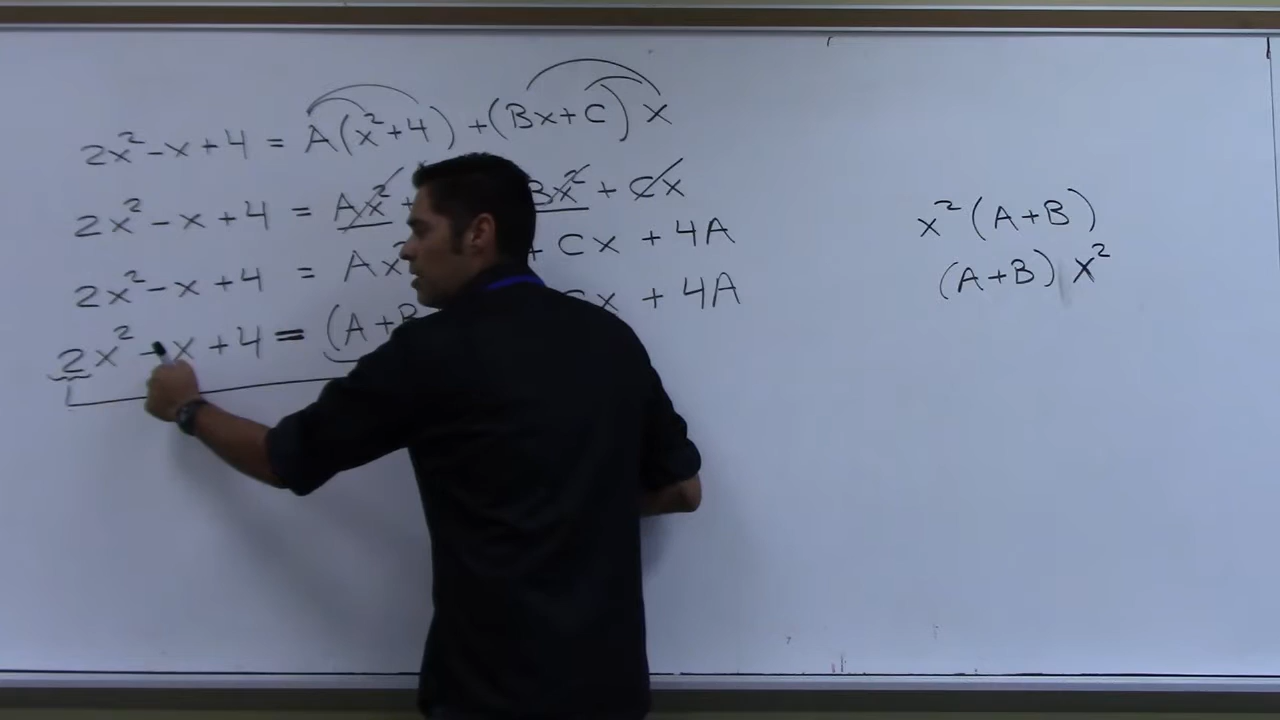 2x²-x+4 = A(x²+4) + (Bx+C) x
2x²-x+4 = Ax² + Bx² + Cx
2x²-x+4 = Ax² + Cx + 4A
2x²-x+4 = (A+B x + 4A
x²(A+B)
(A+B) x²